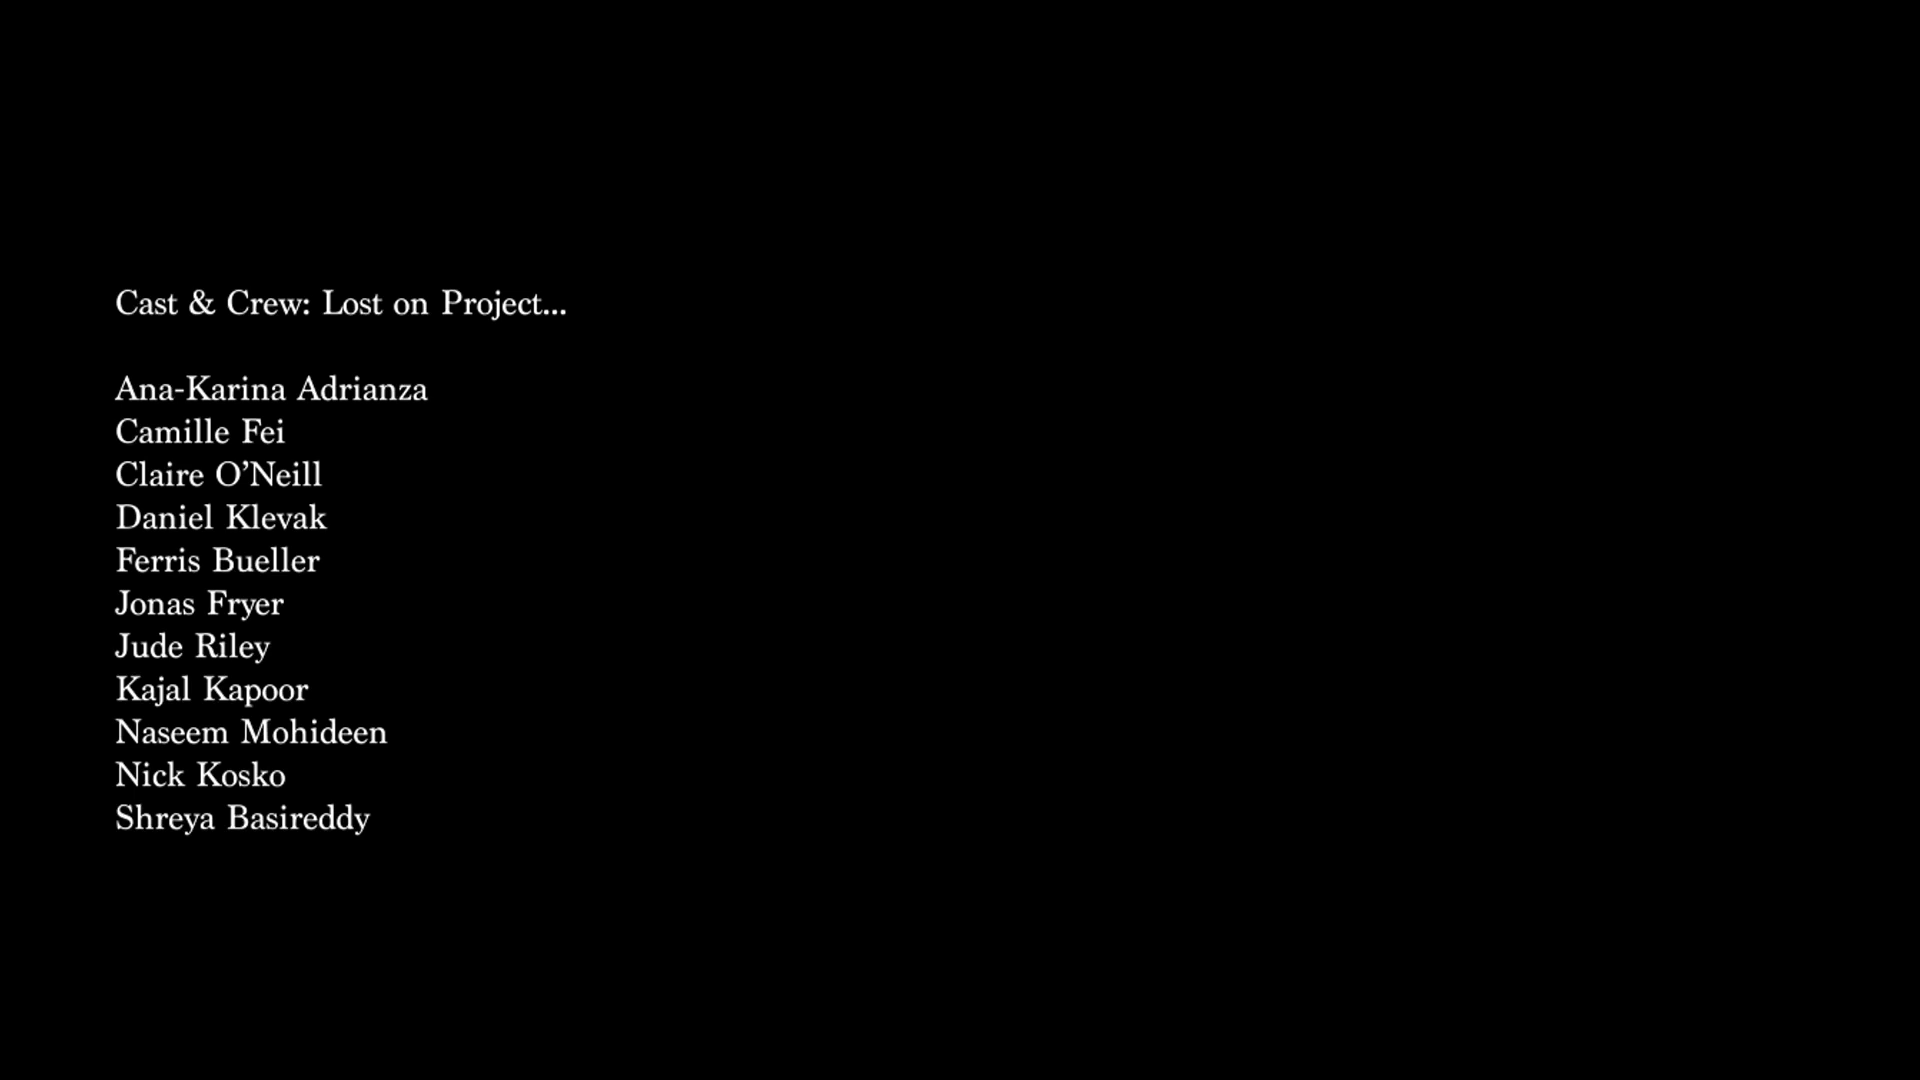 Cast & Crew: Lost on Project...
Ana-Karina Adrianza
Camille Fei
Claire O’Neill
Daniel Klevak
Ferris Bueller
Jonas Fryer
Jude Riley
Kajal Kapoor
Naseem Mohideen
Nick Kosko
Shreya Basireddy